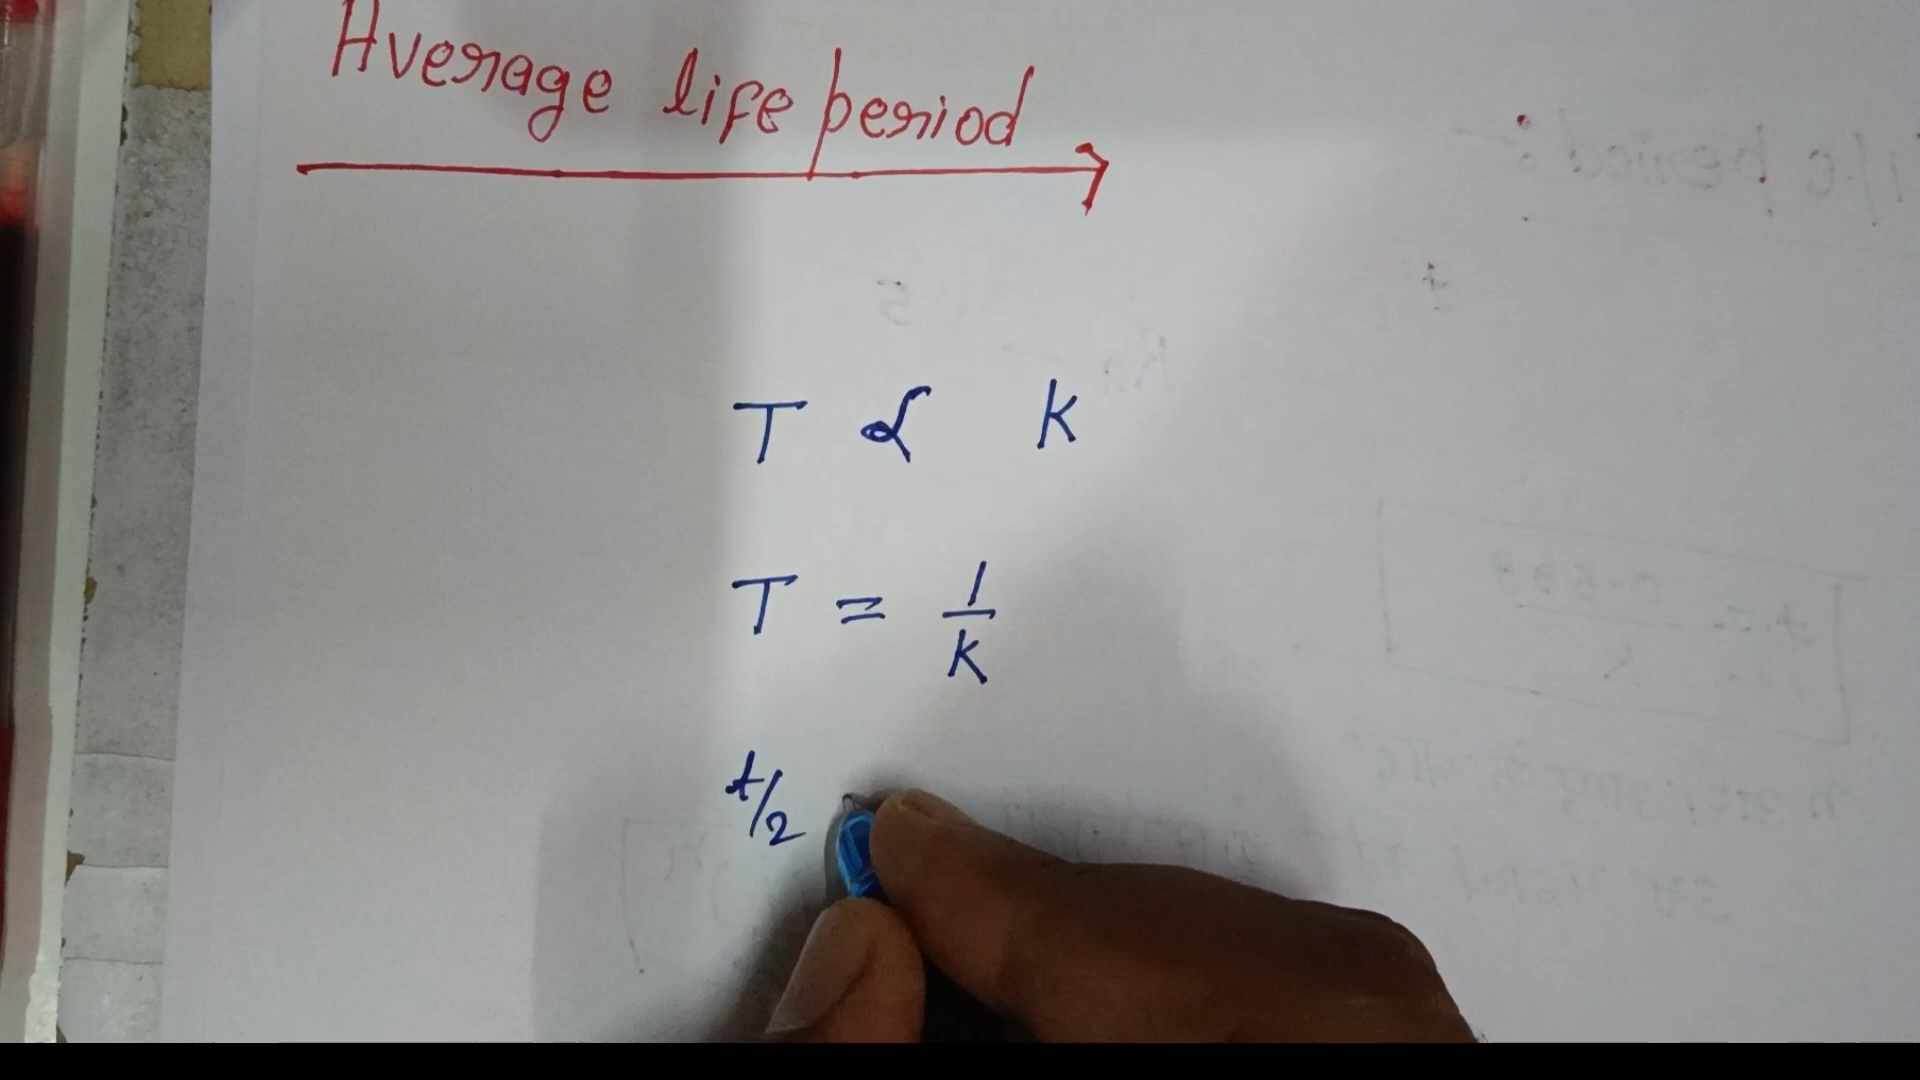 Average life period
T ∝ K
T = 1/K
t/2